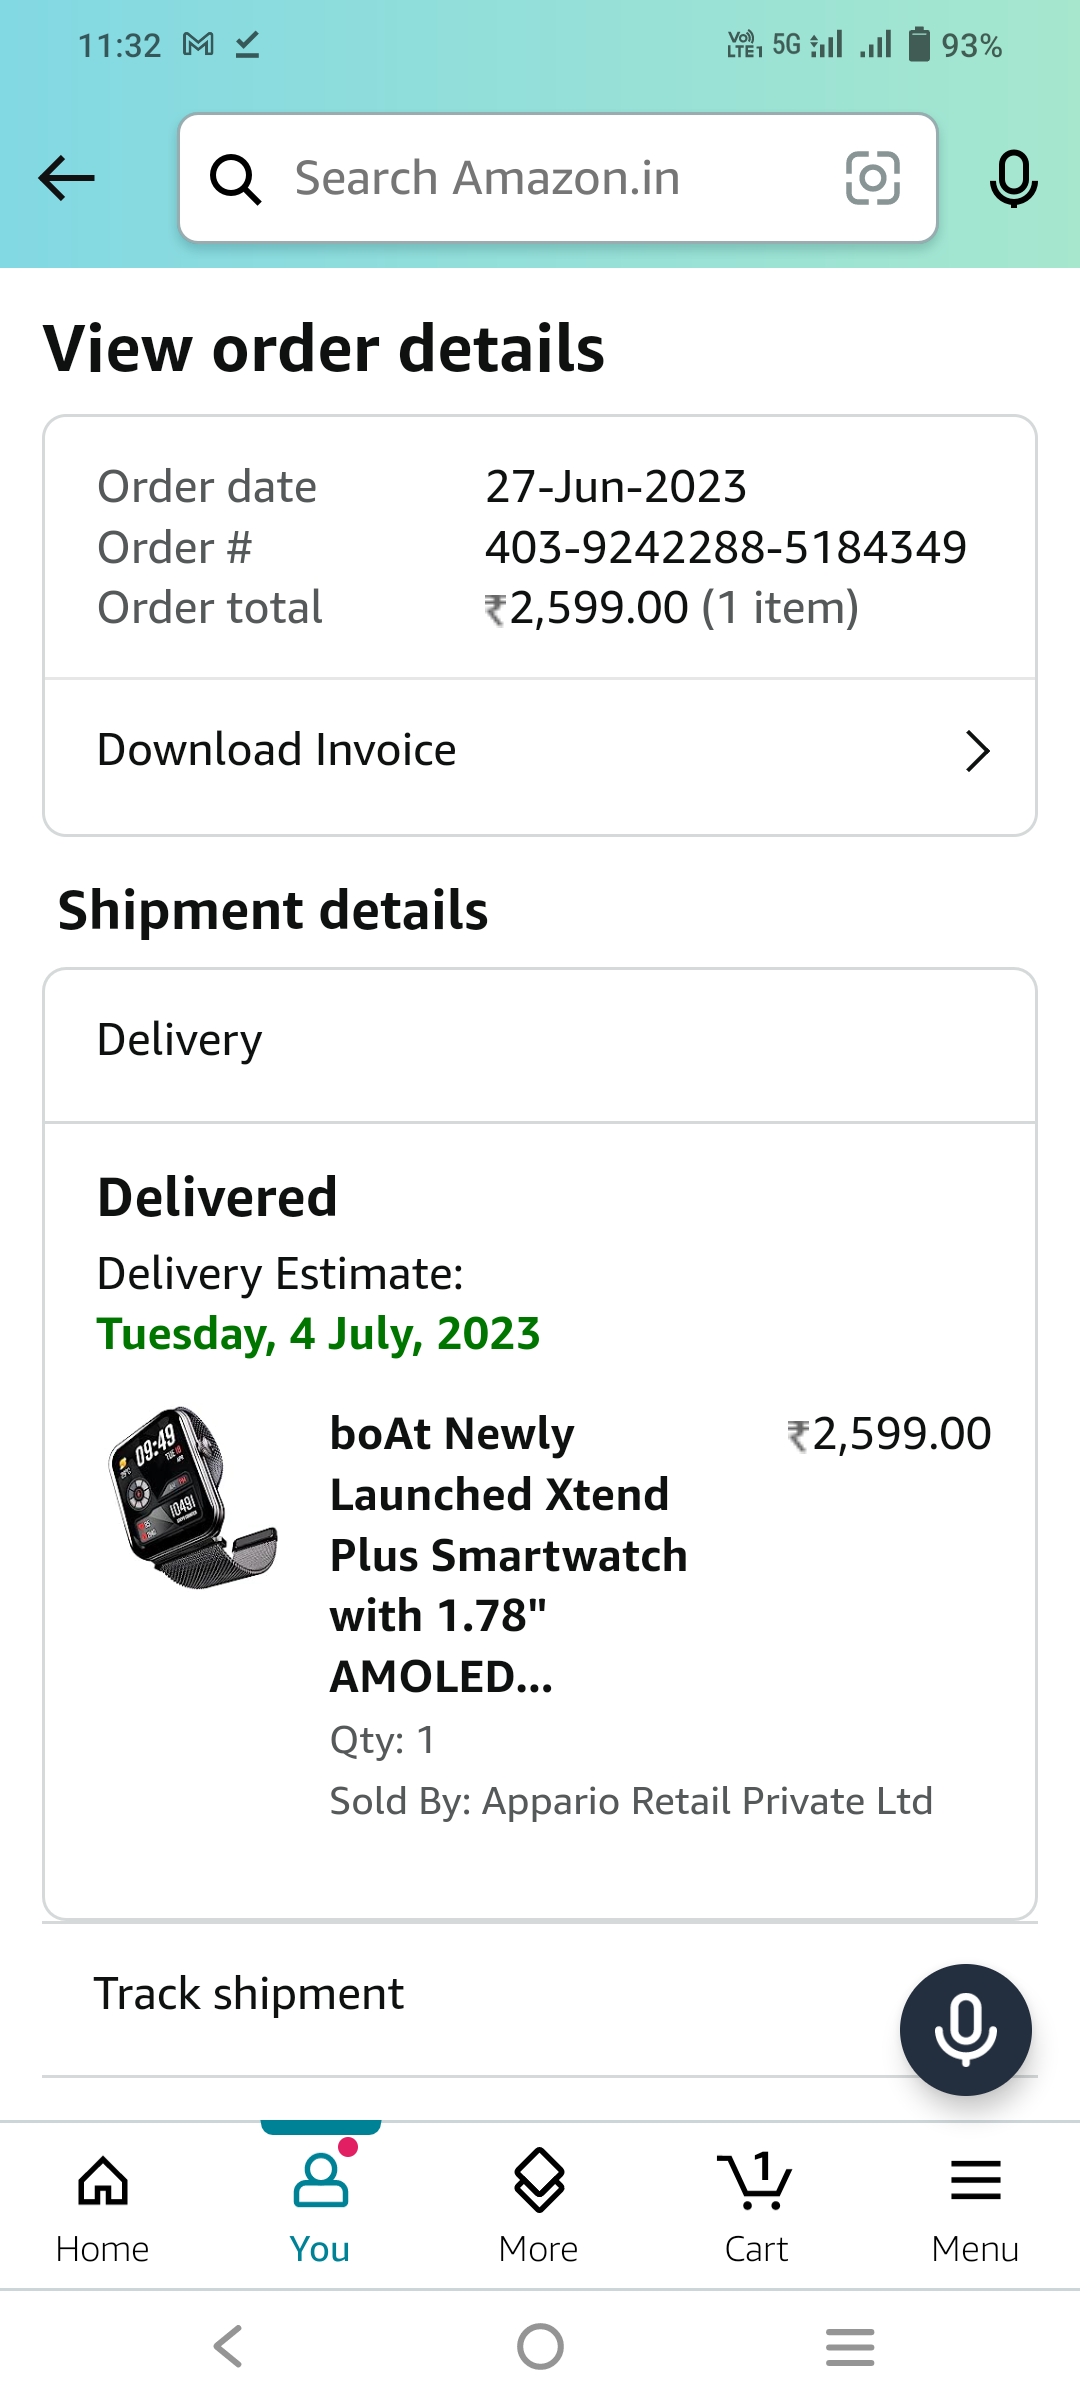 11:32 VoLTE1 5G 93%
Search Amazon.in
View order details
Order date 27-Jun-2023
Order # 403-9242288-5184349
Order total ₹2,599.00 (1 item)
Download Invoice
Shipment details
Delivery
Delivered
Delivery Estimate:
Tuesday, 4 July, 2023
09:49
boAt Newly ₹2,599.00
Launched Xtend
Plus Smartwatch
with 1.78"
AMOLED...
Qty: 1
Sold By: Appario Retail Private Ltd
Track shipment
1
Home You More Cart Menu